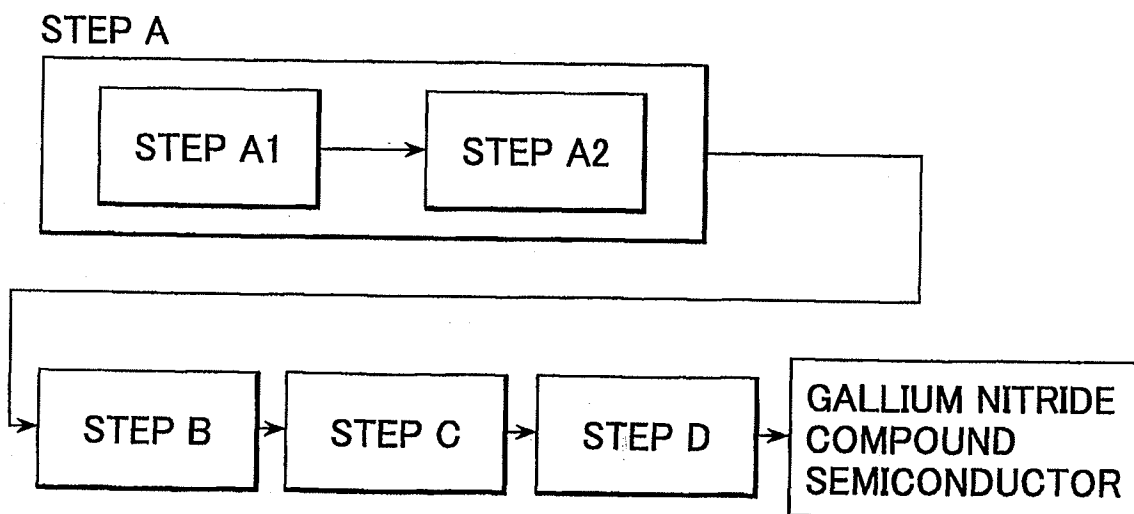 STEP A
STEP A1
STEP A2
STEP B
STEP C
STEP D
GALLIUM NITRIDE
COMPOUND
SEMICONDUCTOR